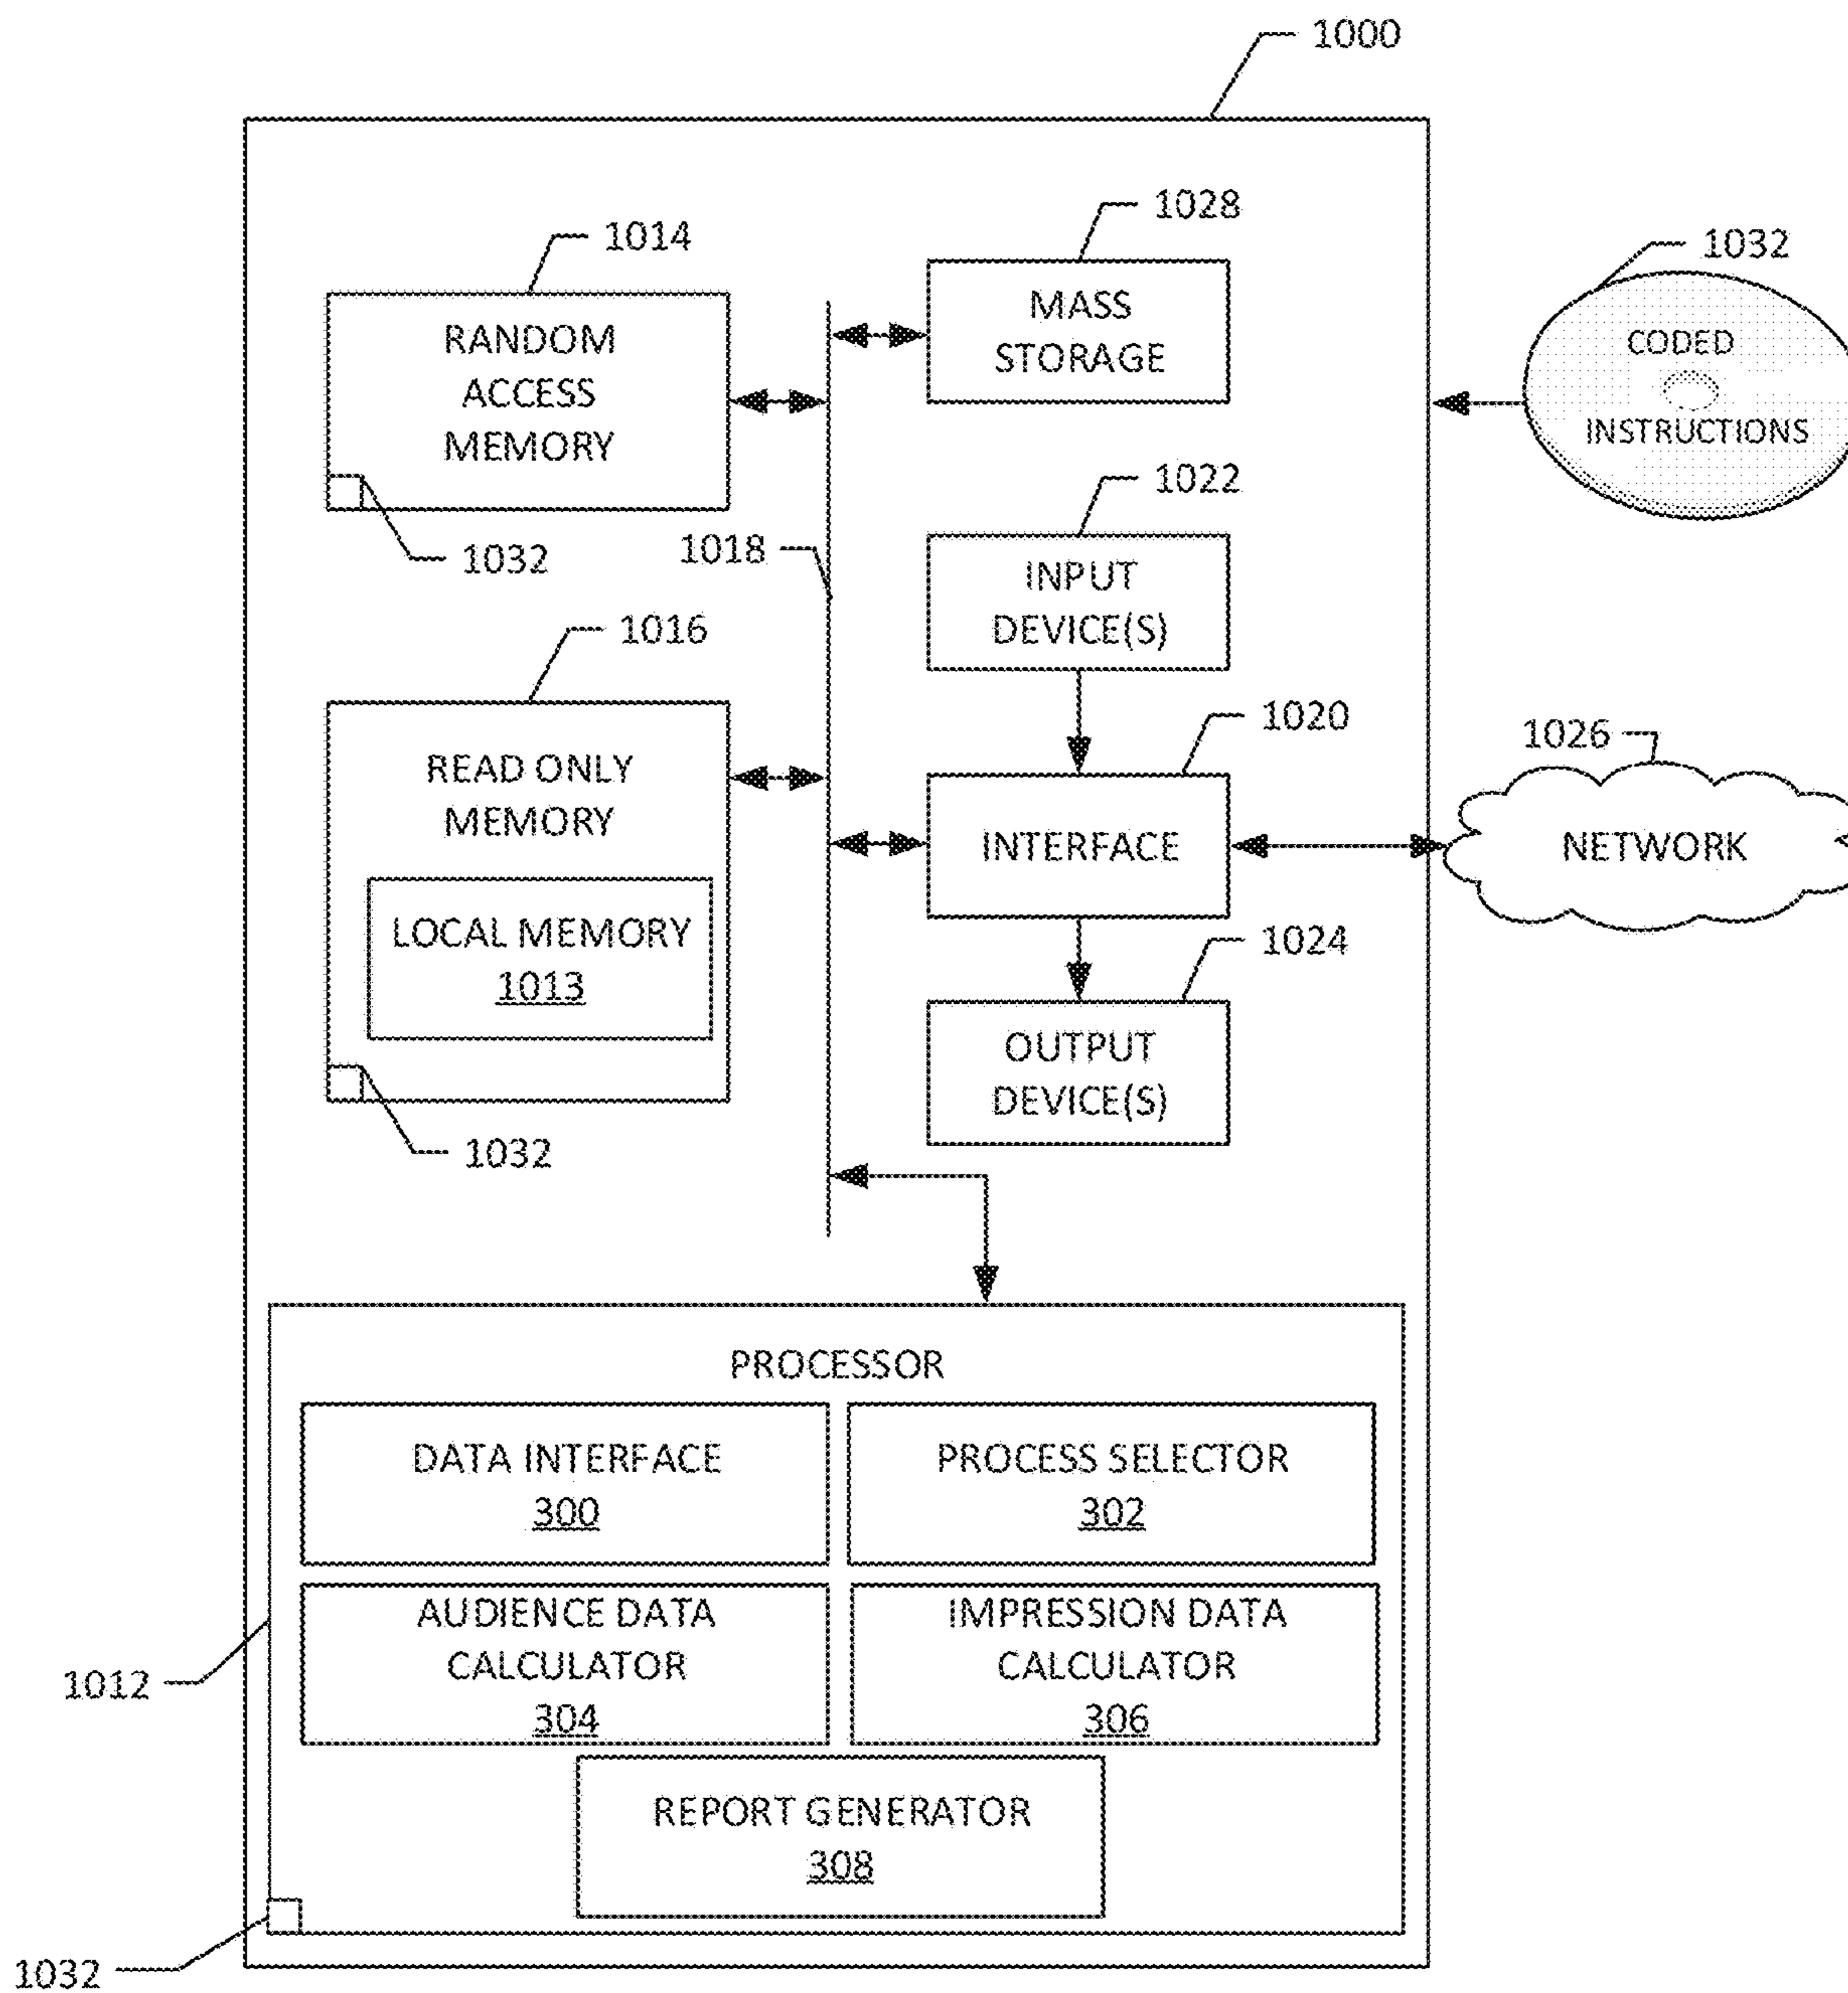 1000
1028
1014
1032
MASS
STORAGE
RANDOM
ACCESS
MEMORY
CODED
INSTRUCTIONS
1022
1032
1018
INPUT
DEVICE(S)
1016
1020
1026
READ ONLY
MEMORY
INTERFACE
NETWORK
LOCAL MEMORY
1013
1024
OUTPUT
DEVICE(S)
1032
PROCESSOR
DATA INTERFACE
300
PROCESS SELECTOR
302
AUDIENCE DATA
CALCULATOR
304
IMPRESSION DATA
CALCULATOR
306
1012
REPORT GENERATOR
308
1032